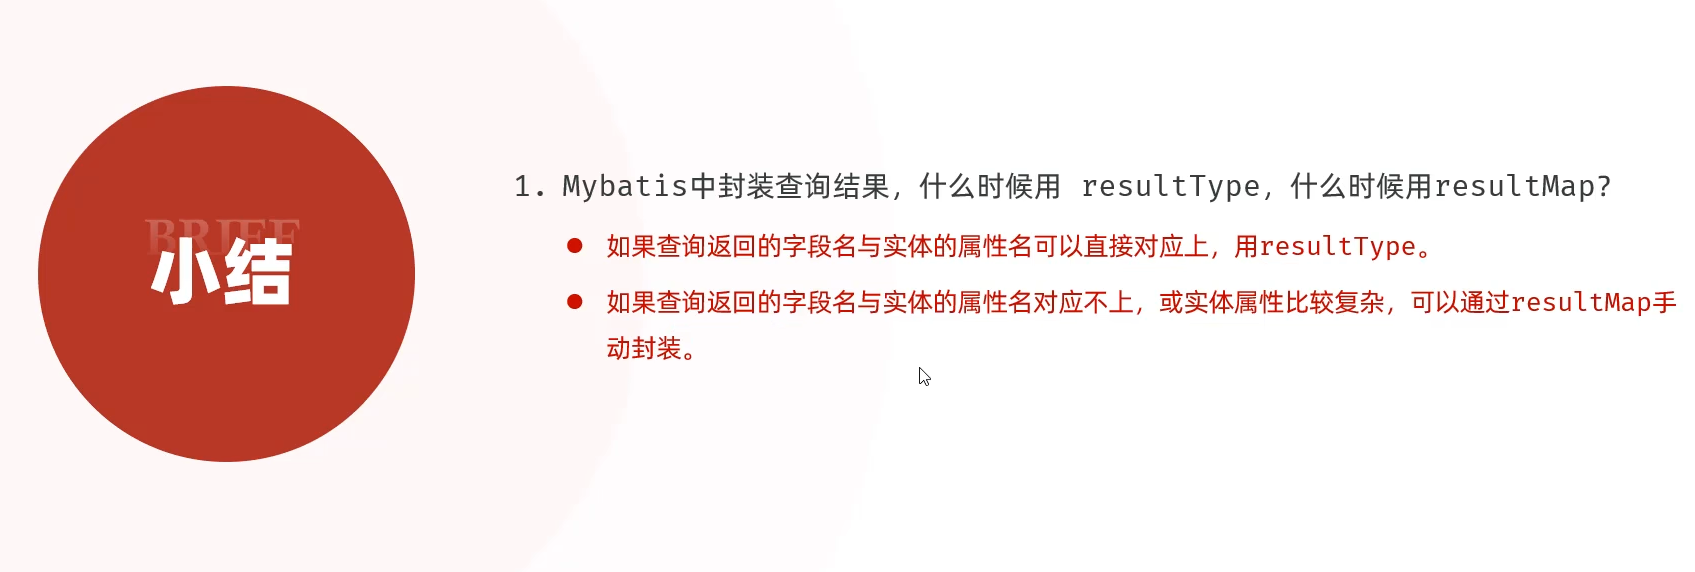 BRIEF
小结
1. Mybatis中封装查询结果，什么时候用 resultType，什么时候用resultMap？
● 如果查询返回的字段名与实体的属性名可以直接对应上，用resultType。
● 如果查询返回的字段名与实体的属性名对应不上，或实体属性比较复杂，可以通过resultMap手
动封装。